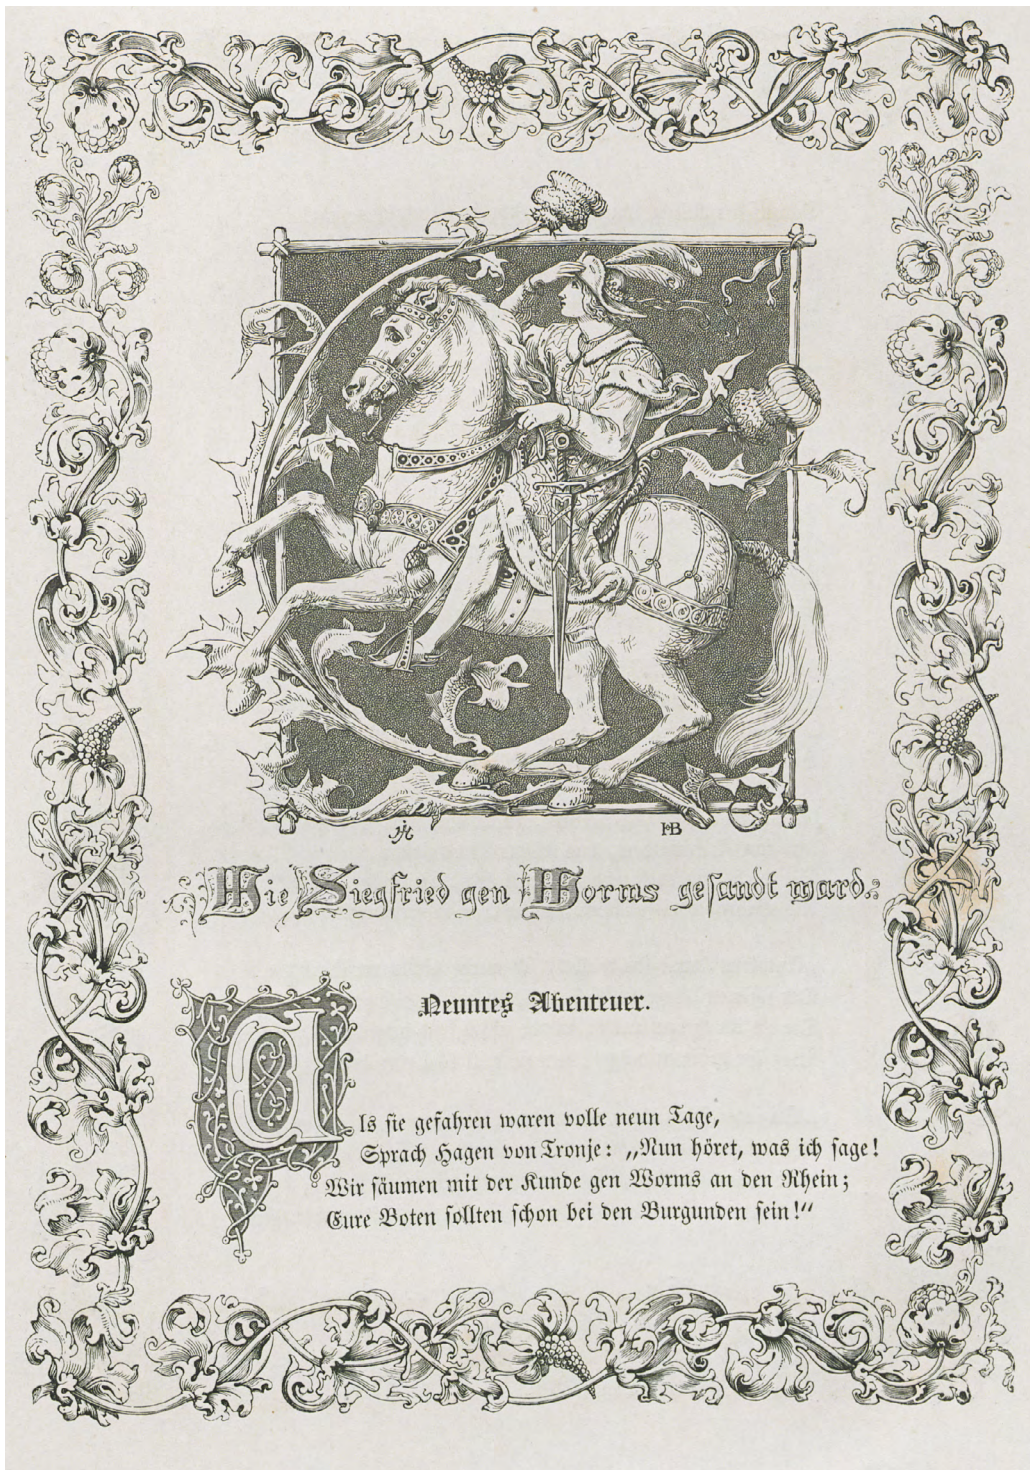 HB
Wie Siegfried gen Worms gesandt ward.
Neuntes Abenteuer.
Als sie gefahren waren volle neun Tage,
Sprach Hagen von Tronje: „Nun höret, was ich sage!
Wir säumen mit der Kunde gen Worms an den Rhein;
Eure Boten sollten schon bei den Burgunden sein!“